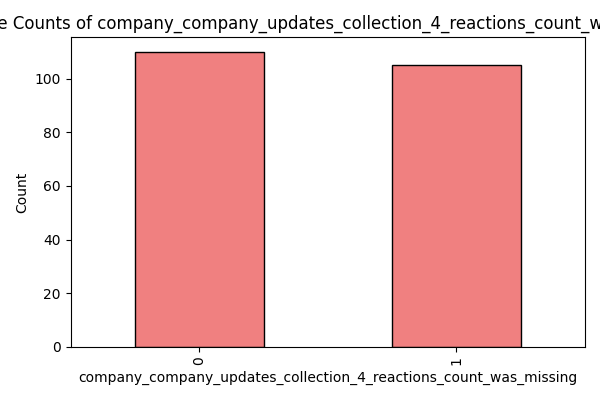 e Counts of company_company_updates_collection_4_reactions_count_w
100
80
60
40
20
0
Count
0
1
company_company_updates_collection_4_reactions_count_was_missing